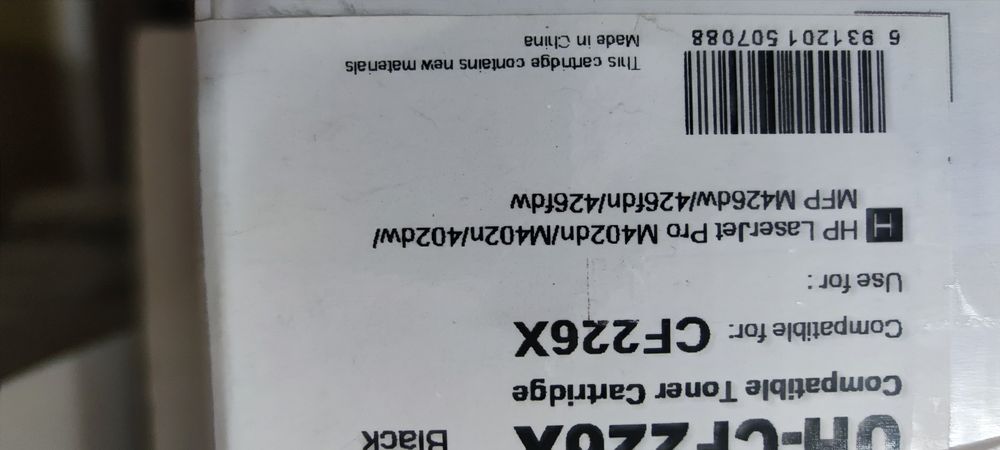 Black
Compatible Toner Cartridge
Compatible for: CF226X
Use for :
H HP LaserJet Pro M402dn/M402n/402dw/
MFP M426dw/426fdn/426fdw
This cartridge contains new materials
Made in China
6 931201 507088